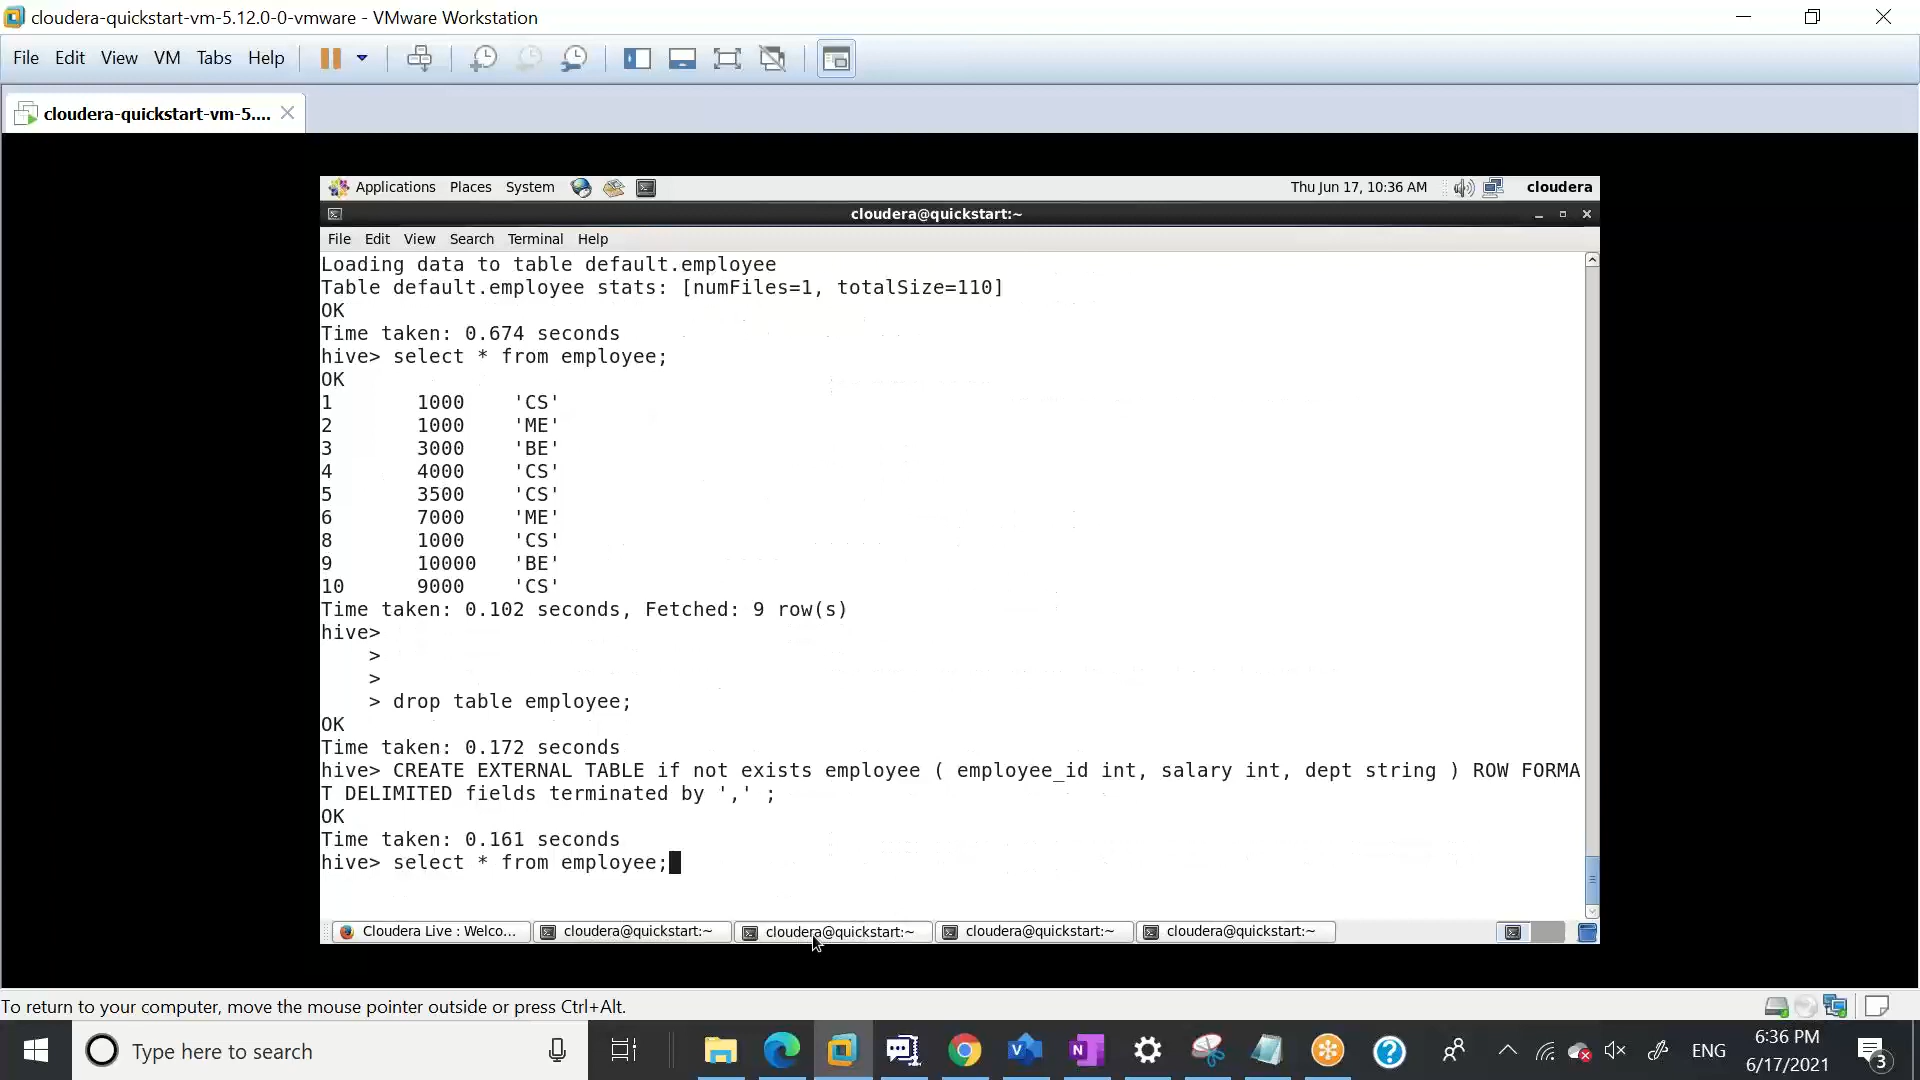 cloudera-quickstart-vm-5.12.0-0-vmware - VMware Workstation
File Edit View VM Tabs Help
cloudera-quickstart-vm-5....
Applications Places System Thu Jun 17, 10:36 AM cloudera
cloudera@quickstart:~
File Edit View Search Terminal Help
Loading data to table default.employee
Table default.employee stats: [numFiles=1, totalSize=110]
OK
Time taken: 0.674 seconds
hive> select * from employee;
OK
1 1000 'CS'
2 1000 'ME'
3 3000 'BE'
4 4000 'CS'
5 3500 'CS'
6 7000 'ME'
8 1000 'CS'
9 10000 'BE'
10 9000 'CS'
Time taken: 0.102 seconds, Fetched: 9 row(s)
hive>
>
>
> drop table employee;
OK
Time taken: 0.172 seconds
hive> CREATE EXTERNAL TABLE if not exists employee ( employee_id int, salary int, dept string ) ROW FORMA
T DELIMITED fields terminated by ',' ;
OK
Time taken: 0.161 seconds
hive> select * from employee;
Cloudera Live : Welco... cloudera@quickstart:~ cloudera@quickstart:~ cloudera@quickstart:~ cloudera@quickstart:~
To return to your computer, move the mouse pointer outside or press Ctrl+Alt.
Type here to search
ENG
6:36 PM
6/17/2021
3